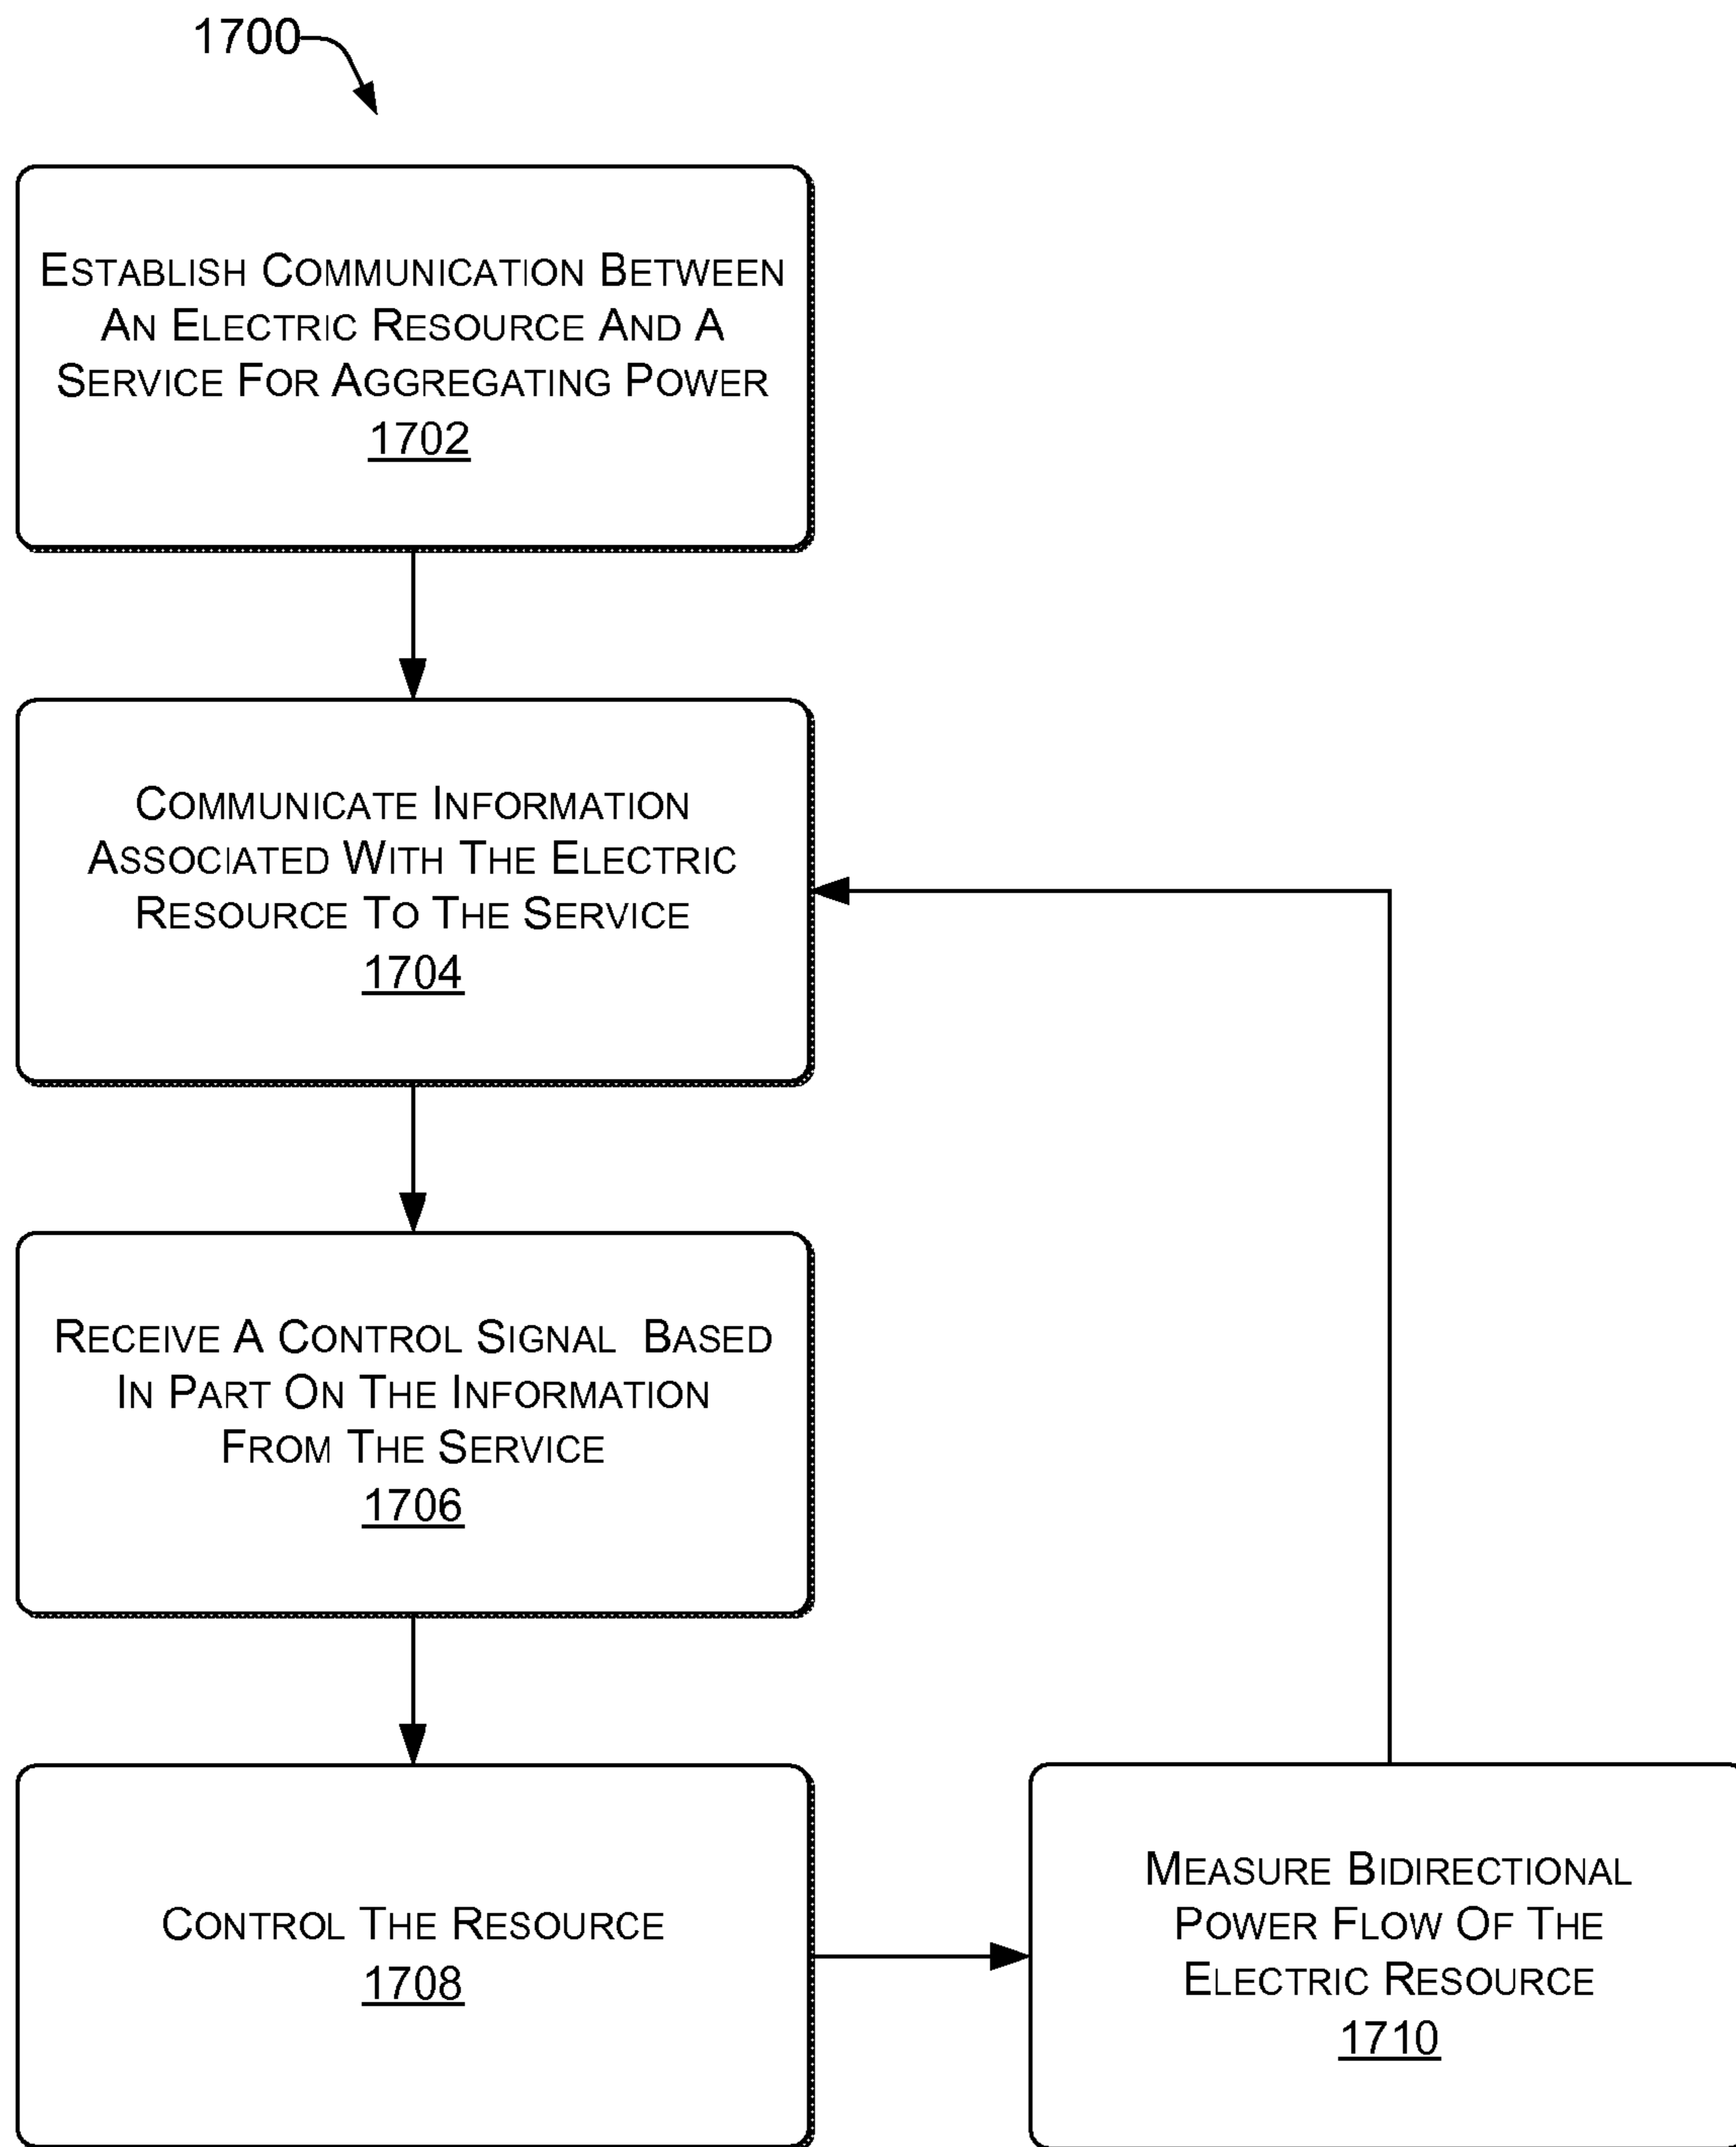 1700
ESTABLISH COMMUNICATION BETWEEN
AN ELECTRIC RESOURCE AND A
SERVICE FOR AGGREGATING POWER
1702
COMMUNICATE INFORMATION
ASSOCIATED WITH THE ELECTRIC
RESOURCE TO THE SERVICE
1704
RECEIVE A CONTROL SIGNAL BASED
IN PART ON THE INFORMATION
FROM THE SERVICE
1706
CONTROL THE RESOURCE
1708
MEASURE BIDIRECTIONAL
POWER FLOW OF THE
ELECTRIC RESOURCE
1710